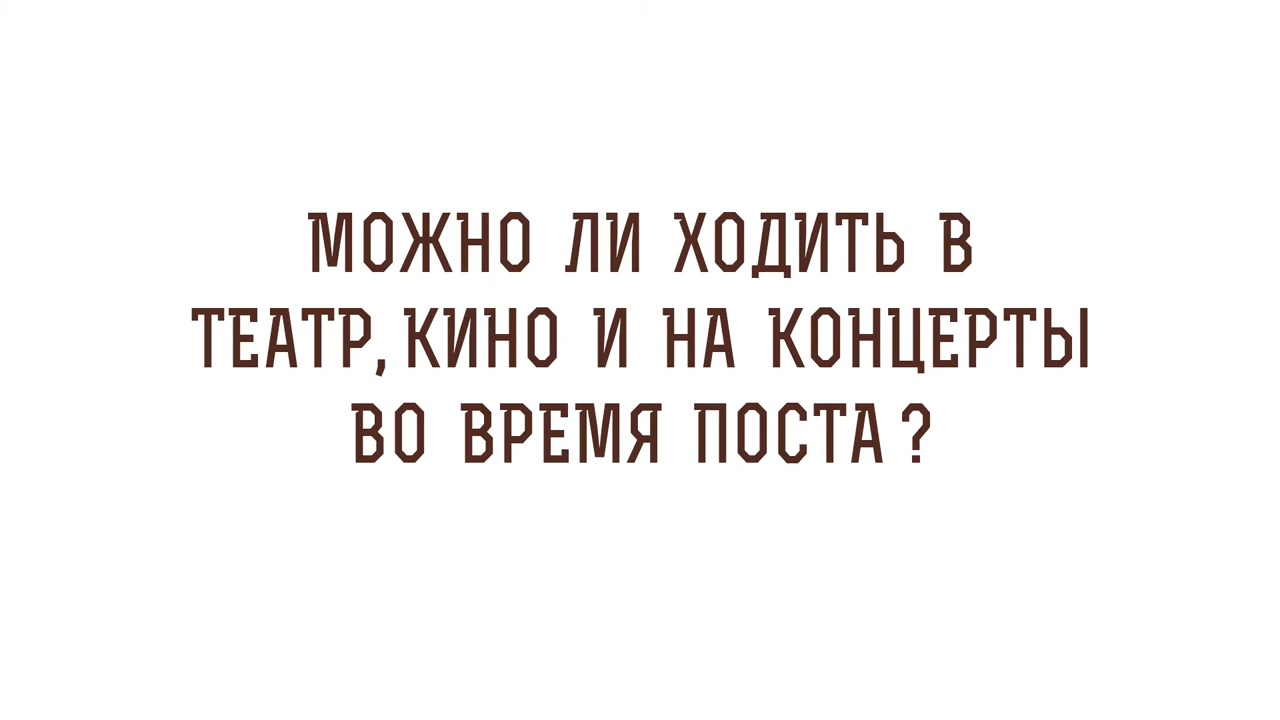 МОЖНО ЛИ ХОДИТЬ В
ТЕАТР, КИНО И НА КОНЦЕРТЫ
ВО ВРЕМЯ ПОСТА?